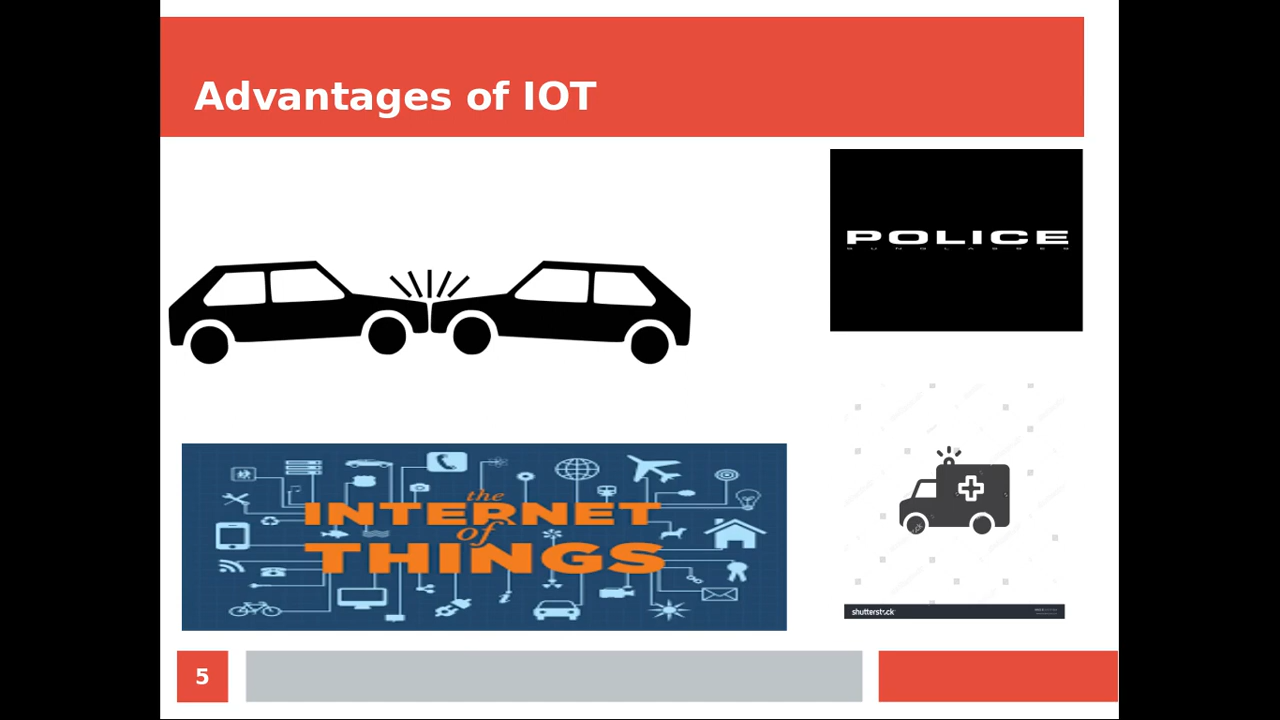 Advantages of IOT
POLICE
the
INTERNET
of
THINGS
shutterstock
5